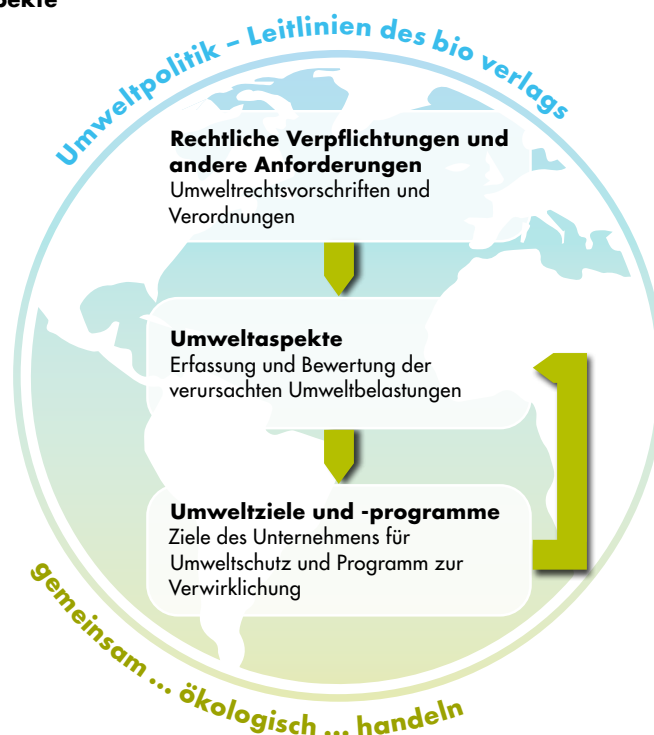 Umweltpolitik – Leitlinien des bio verlags
Rechtliche Verpflichtungen und
andere Anforderungen
Umweltrechtsvorschriften und
Verordnungen
Umweltaspekte
Erfassung und Bewertung der
verursachten Umweltbelastungen
Umweltziele und -programme
Ziele des Unternehmens für
Umweltschutz und Programm zur
Verwirklichung
gemeinsam ... ökologisch ... handeln